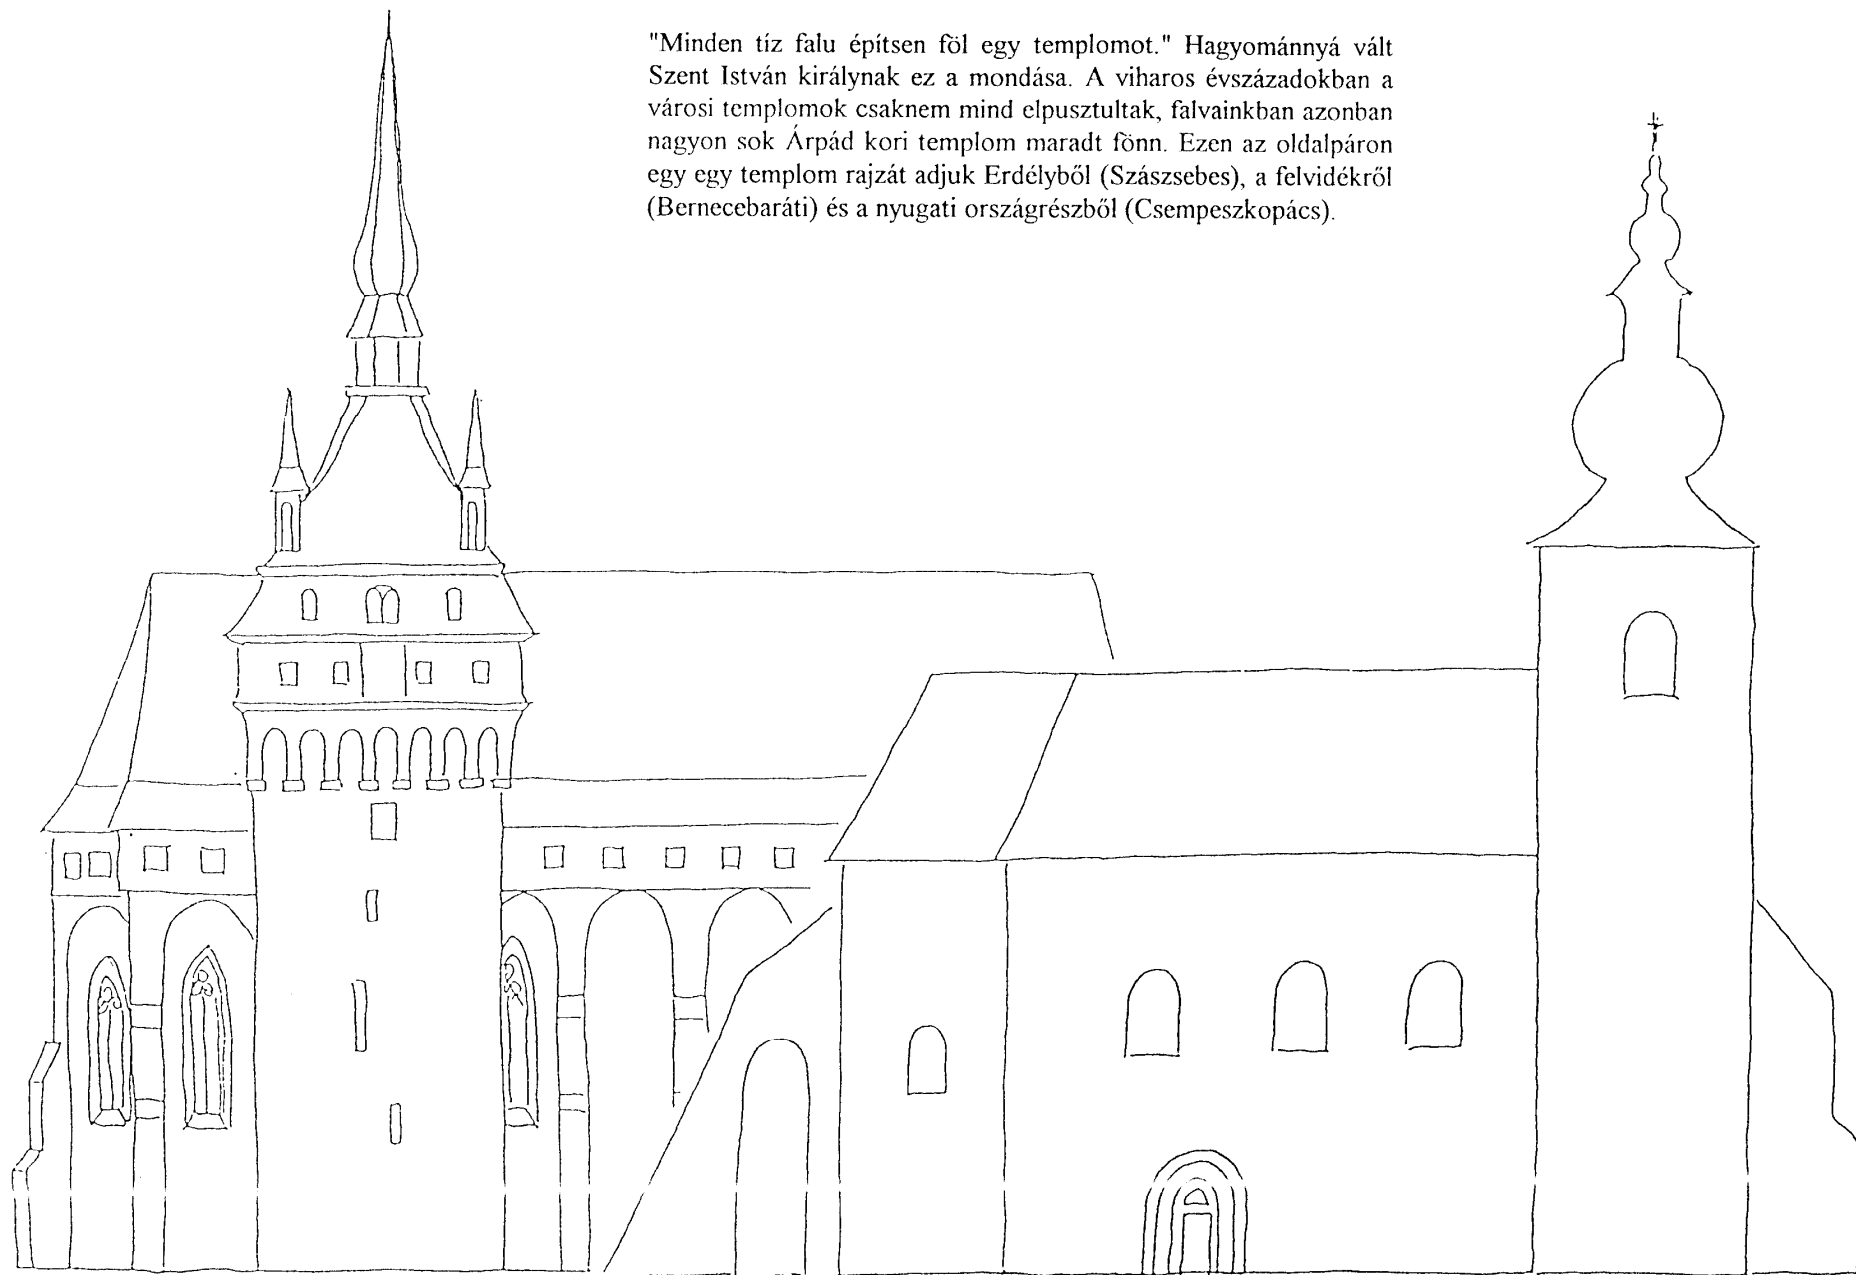 "Minden tíz falu építsen föl egy templomot." Hagyománnyá vált
Szent István királynak ez a mondása. A viharos évszázadokban a
városi templomok csaknem mind elpusztultak, falvainkban azonban
nagyon sok Árpád kori templom maradt fönn. Ezen az oldalpáron
egy egy templom rajzát adjuk Erdélyből (Szászsebes), a felvidékről
(Bernecebaráti) és a nyugati országrészből (Csempeszkopács).